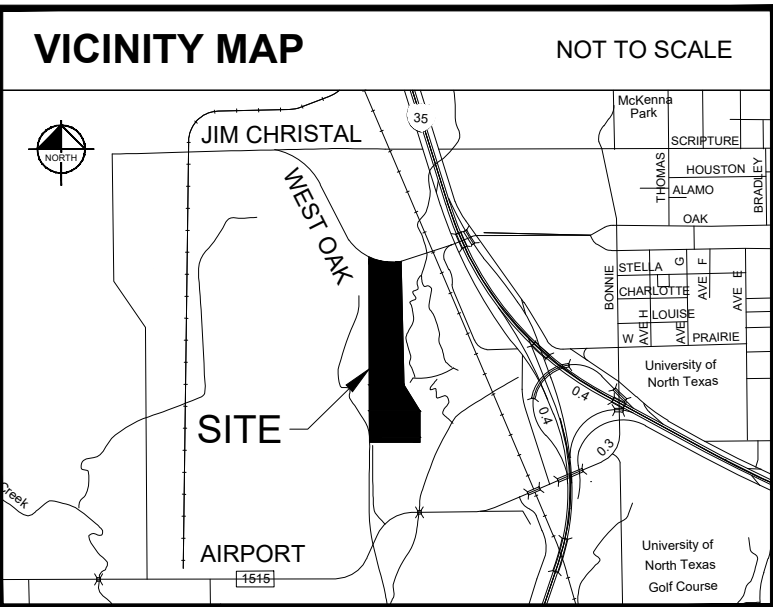 VICINITY MAP
NOT TO SCALE
McKenna
Park
35
JIM CHRISTAL
SCRIPTURE
NORTH
THOMAS
HOUSTON
BRADLEY
ALAMO
WEST OAK
OAK
BONNIE
STELLA
G
AVE F
AVE E
CHARLOTTE
AVE H
LOUISE
AVE
W
PRAIRIE
University of
North Texas
0.4
0.4
SITE
0.3
Creek
AIRPORT
1515
University of
North Texas
Golf Course